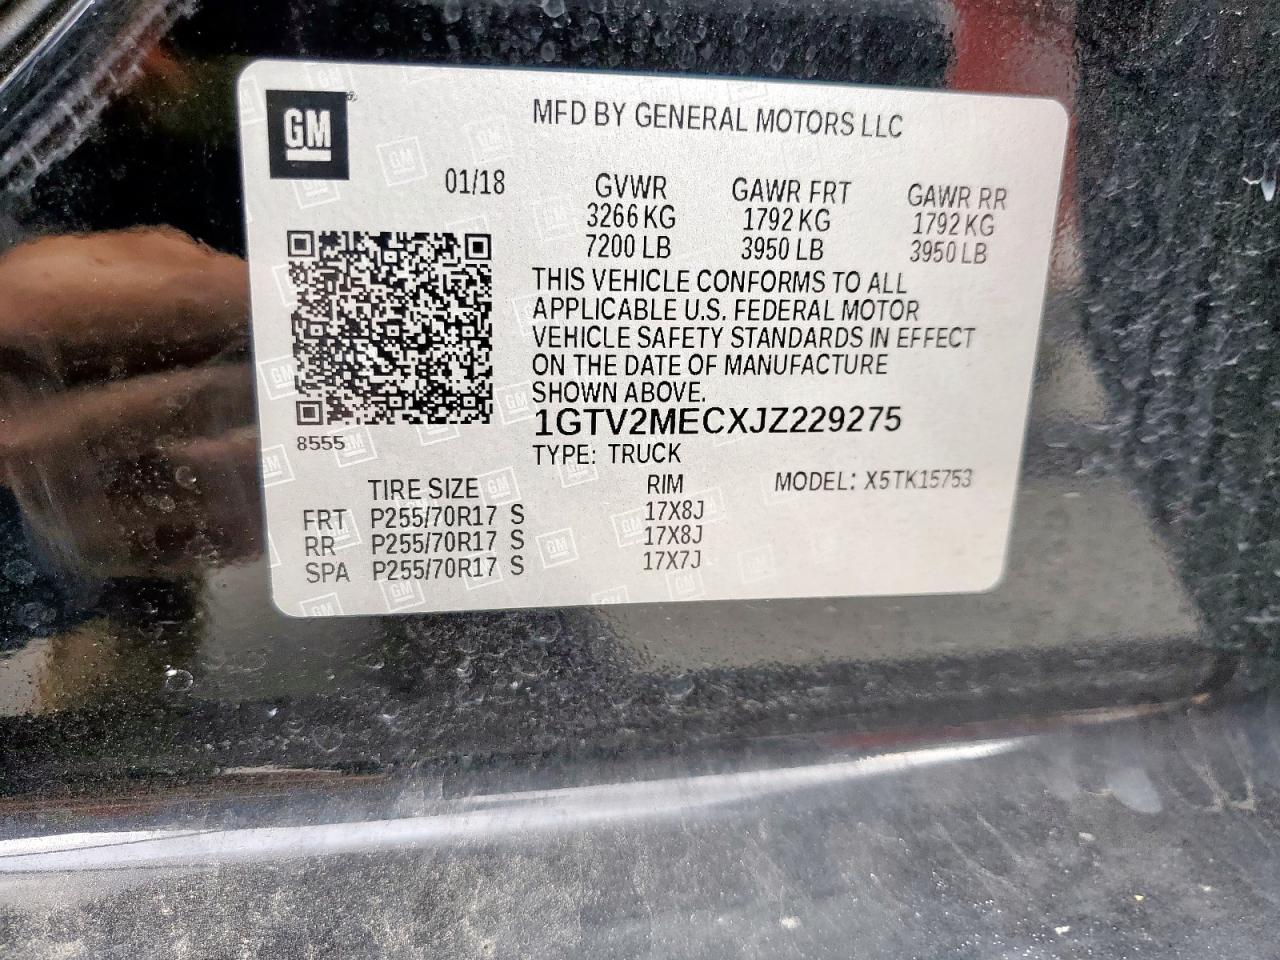 GM
MFD BY GENERAL MOTORS LLC
01/18
GVWR GAWR FRT GAWR RR
3266 KG 1792 KG 1792 KG
7200 LB 3950 LB 3950 LB
THIS VEHICLE CONFORMS TO ALL
APPLICABLE U.S. FEDERAL MOTOR
VEHICLE SAFETY STANDARDS IN EFFECT
ON THE DATE OF MANUFACTURE
SHOWN ABOVE.
1GTV2MECXJZ229275
8555
TYPE: TRUCK
TIRE SIZE RIM MODEL: X5TK15753
FRT P255/70R17 S 17X8J
RR P255/70R17 S 17X8J
SPA P255/70R17 S 17X7J